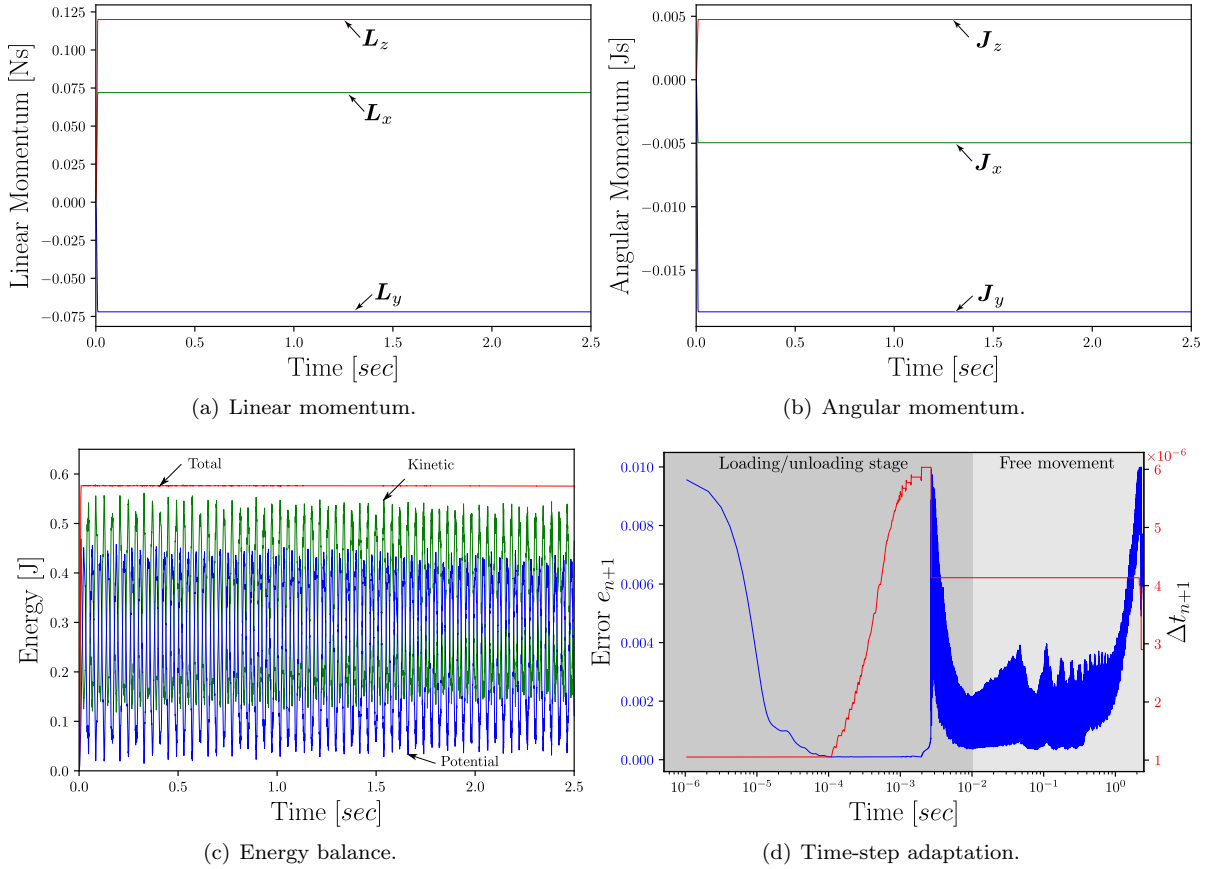 0.125
0.100
0.075
0.050
0.025
0.000
−0.025
−0.050
−0.075
Linear Momentum [Ns]
L_z
L_x
L_y
0.0 0.5 1.0 1.5 2.0 2.5
Time [sec]
(a) Linear momentum.
0.005
0.000
−0.005
−0.010
−0.015
Angular Momentum [Js]
J_z
J_x
J_y
0.0 0.5 1.0 1.5 2.0 2.5
Time [sec]
(b) Angular momentum.
0.6
0.5
0.4
0.3
0.2
0.1
0.0
Energy [J]
Total
Kinetic
Potential
0.0 0.5 1.0 1.5 2.0 2.5
Time [sec]
(c) Energy balance.
0.010
0.008
0.006
0.004
0.002
0.000
Error e_{n+1}
Loading/unloading stage
Free movement
×10⁻⁶
6
5
4
3
2
1
Δt_{n+1}
10⁻⁶ 10⁻⁵ 10⁻⁴ 10⁻³ 10⁻² 10⁻¹ 10⁰
Time [sec]
(d) Time-step adaptation.